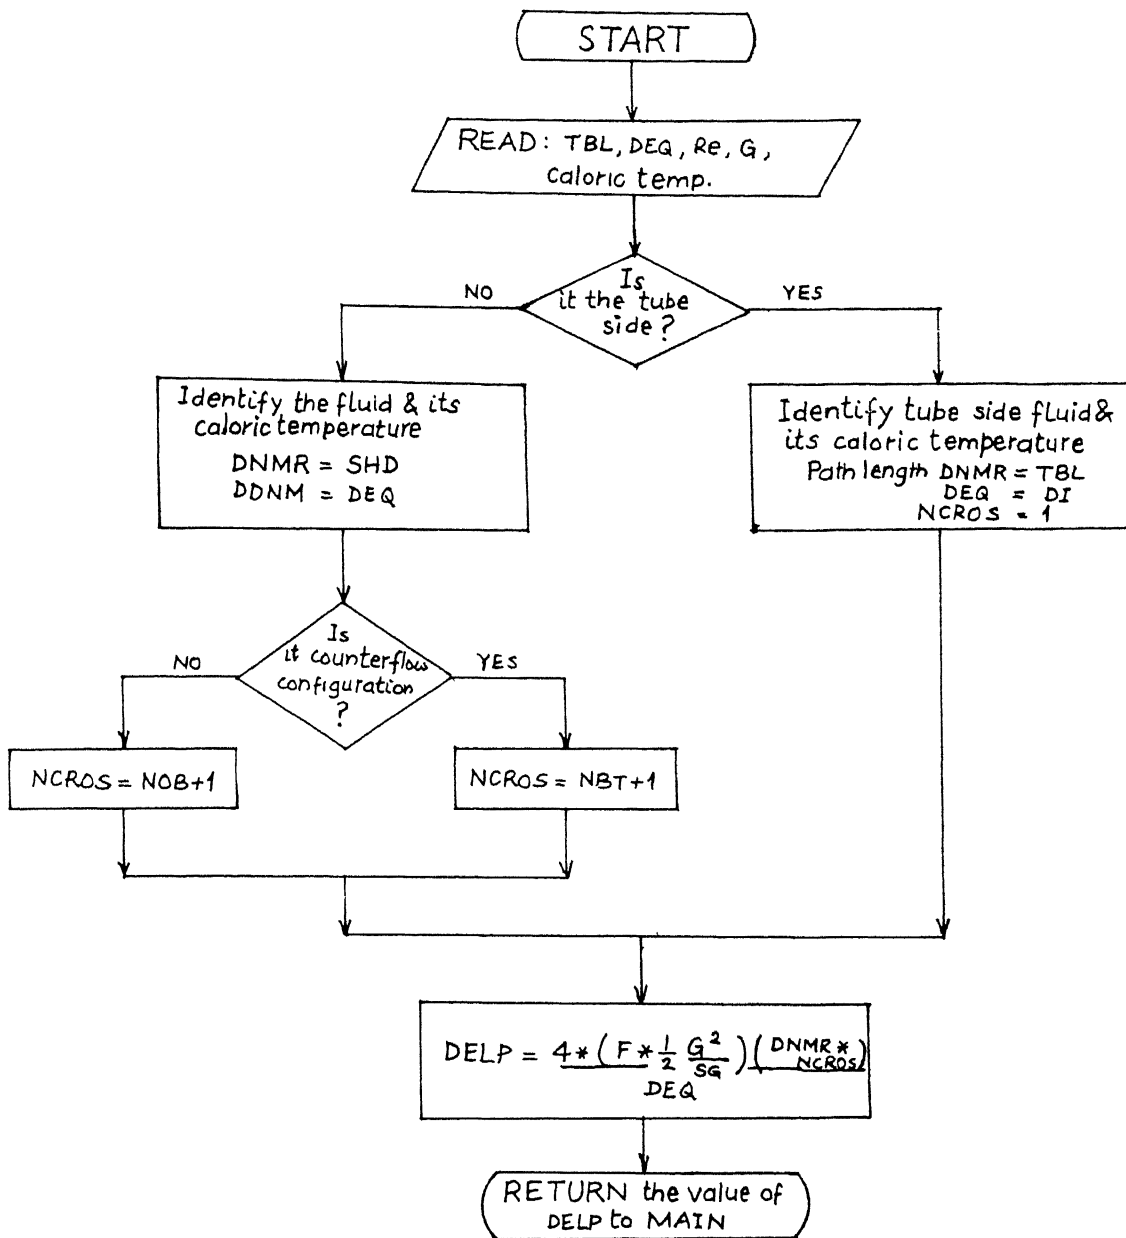 START
READ: TBL, DEQ, Re, G,
Caloric temp.
Is
it the tube
side?
NO
YES
Identify the fluid & its
caloric temperature
DNMR = SHD
DDNM = DEQ
Identify tube side fluid &
its caloric temperature
Path length DNMR = TBL
DEQ = DI
NCROS = 1
Is
it counterflow
configuration
?
NO
YES
NCROS = NOB+1
NCROS = NBT+1
DELP = 4 * (F * 1/2 G²/SG) (DNMR * NCROS)
DEQ
RETURN the value of
DELP to MAIN